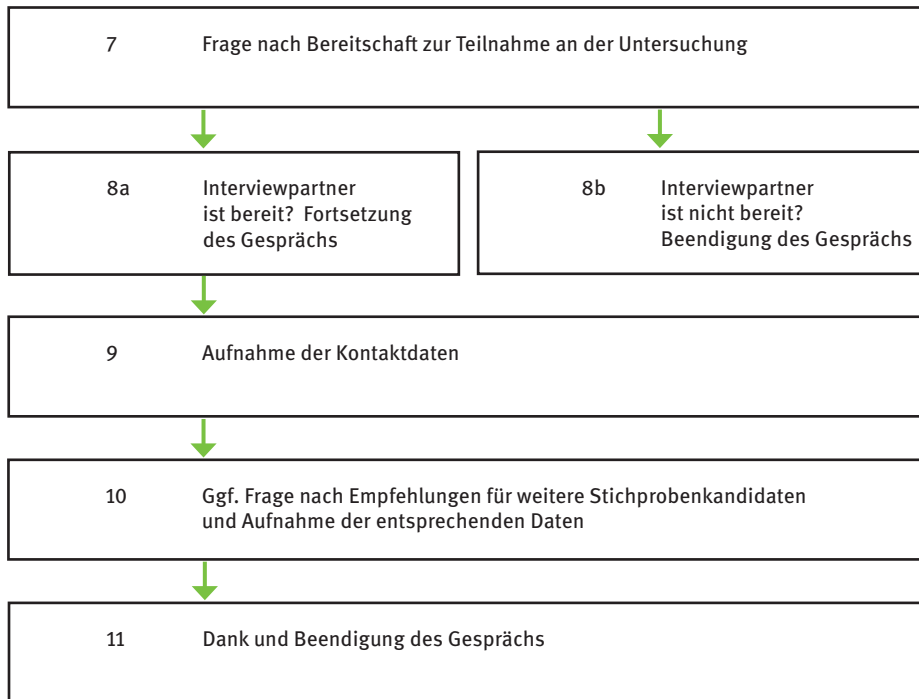 7 Frage nach Bereitschaft zur Teilnahme an der Untersuchung
8a Interviewpartner
ist bereit? Fortsetzung
des Gesprächs
8b Interviewpartner
ist nicht bereit?
Beendigung des Gesprächs
9 Aufnahme der Kontaktdaten
10 Ggf. Frage nach Empfehlungen für weitere Stichprobenkandidaten
und Aufnahme der entsprechenden Daten
11 Dank und Beendigung des Gesprächs